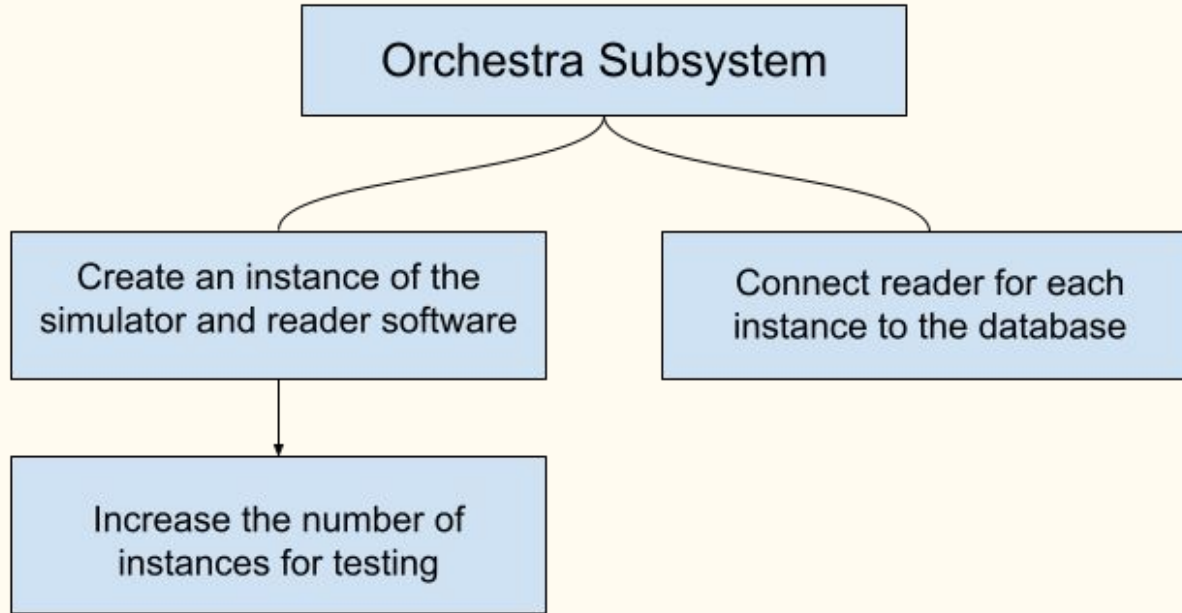 Orchestra Subsystem
Create an instance of the
simulator and reader software
Connect reader for each
instance to the database
Increase the number of
instances for testing